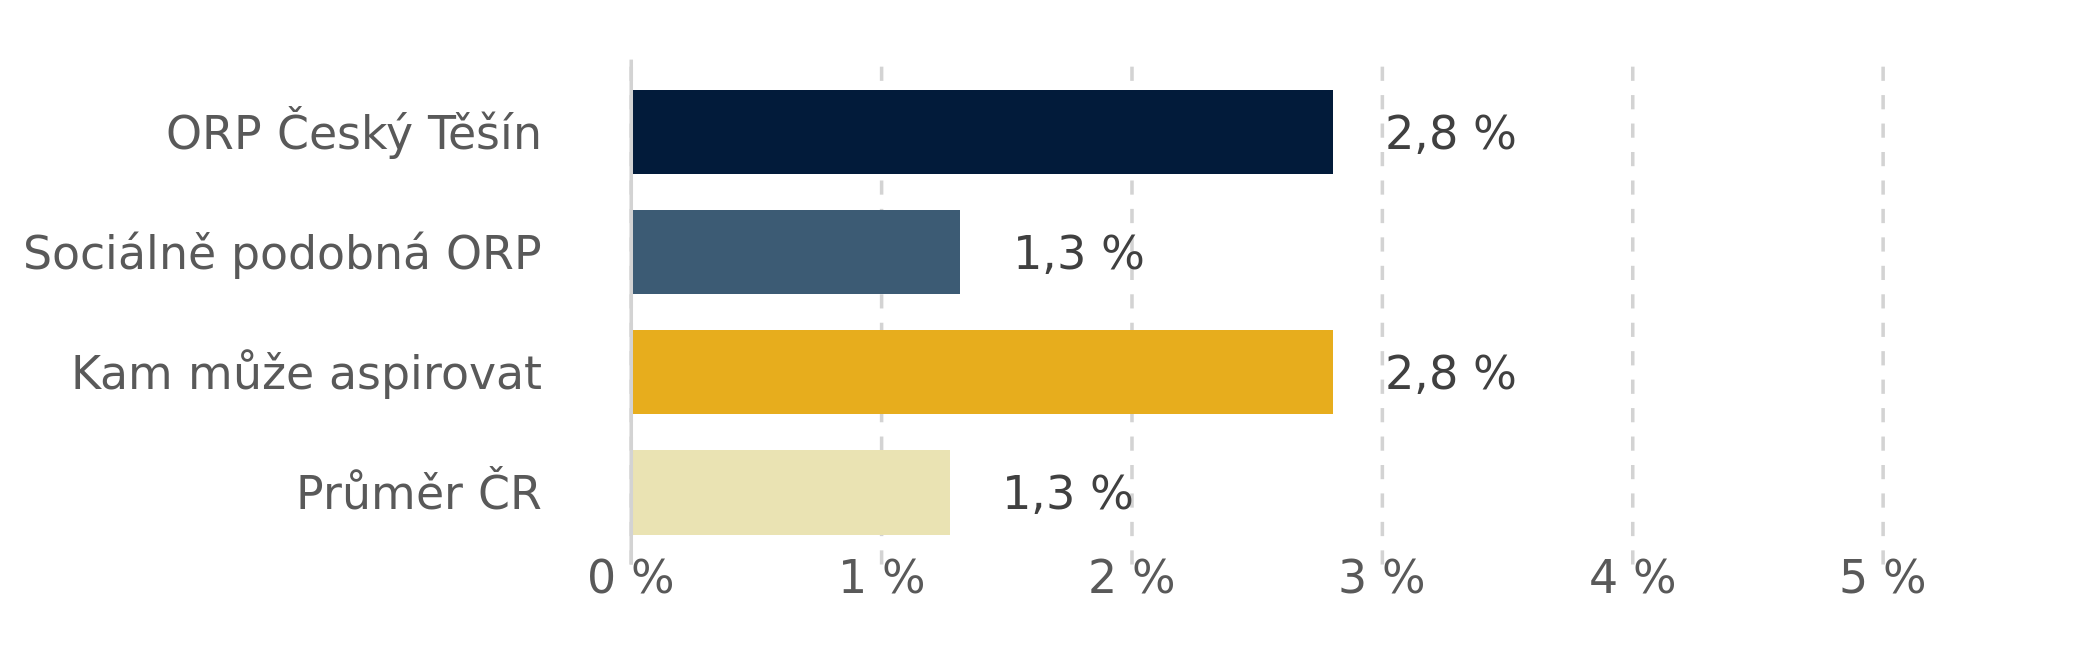 ORP Český Těšín 2,8 %
Sociálně podobná ORP 1,3 %
Kam může aspirovat 2,8 %
Průměr ČR 1,3 %
0 % 1 % 2 % 3 % 4 % 5 %